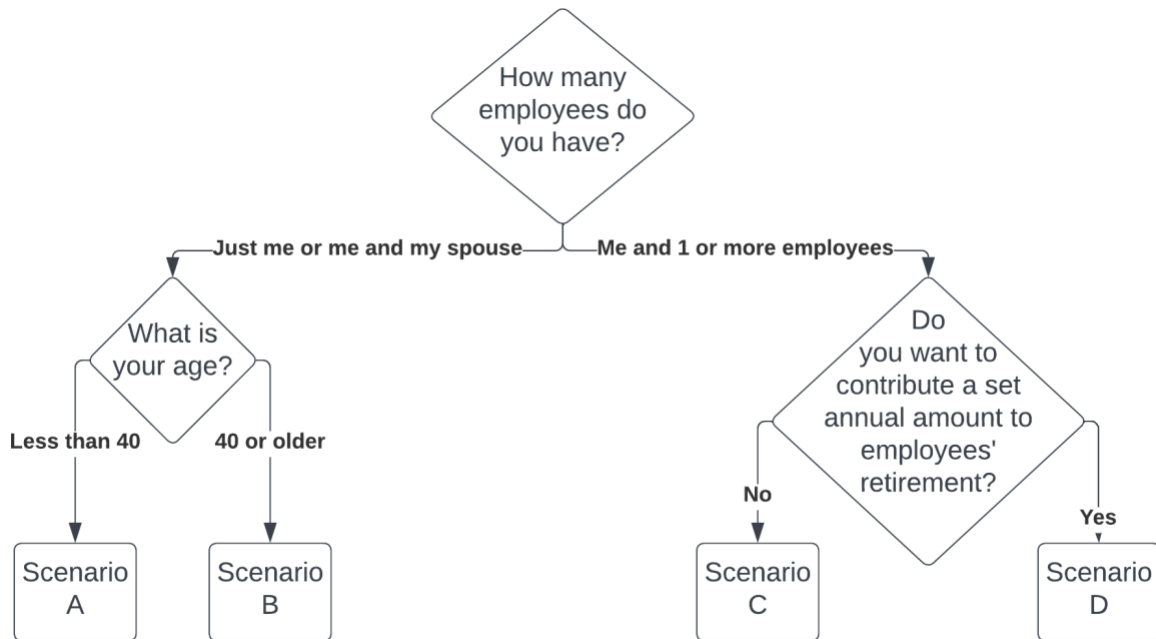 How many
employees do
you have?
Just me or me and my spouse
Me and 1 or more employees
What is
your age?
Do
you want to
contribute a set
annual amount to
employees'
retirement?
Less than 40
40 or older
No
Yes
Scenario
A
Scenario
B
Scenario
C
Scenario
D